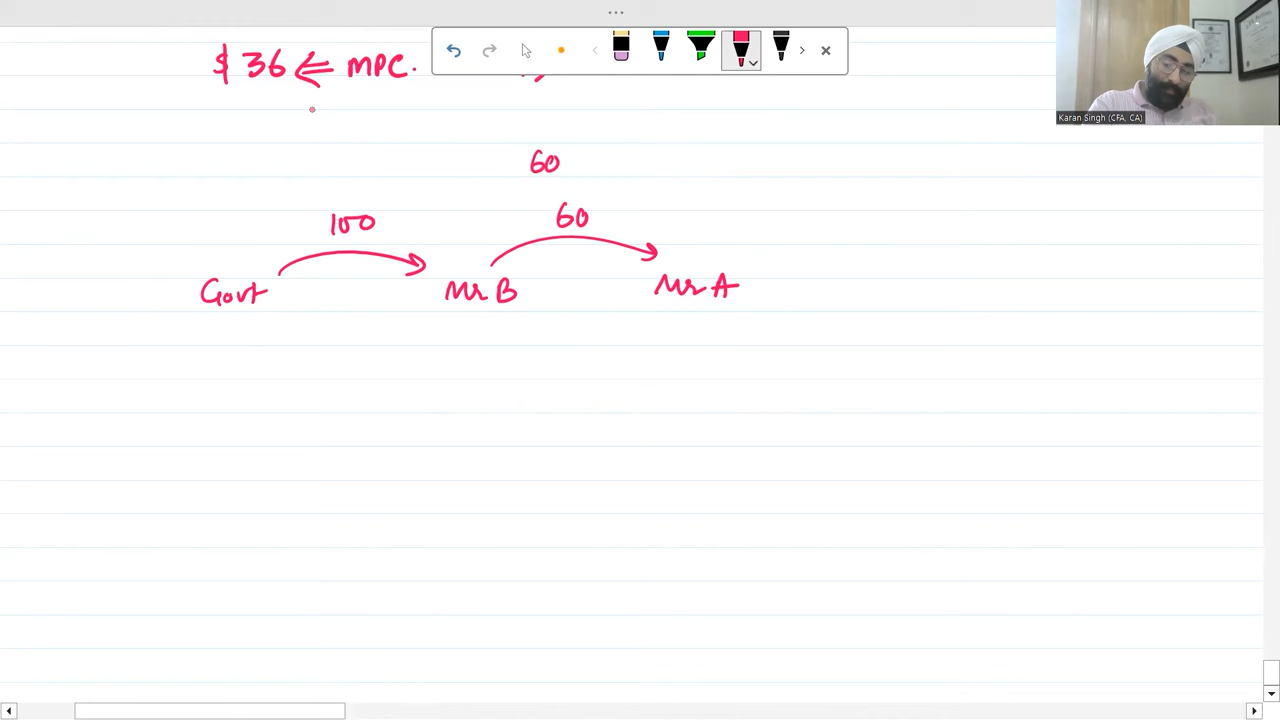 $ 36 ⇐ MPC.
Karan Singh (CFA, CA)
60
100
60
Govt
Mr B
Mr A